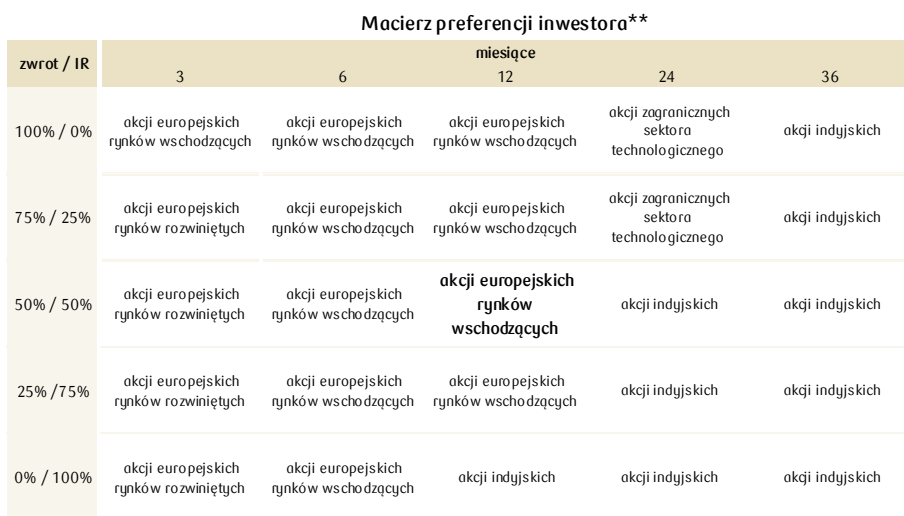 Macierz preferencji inwestora**
zwrot / IR
miesiące
3 6 12 24 36
100% / 0%
akcji europejskich
rynków wschodzących
akcji europejskich
rynków wschodzących
akcji europejskich
rynków wschodzących
akcji zagranicznych
sektora
technologicznego
akcji indyjskich
75% / 25%
akcji europejskich
rynków rozwiniętych
akcji europejskich
rynków wschodzących
akcji europejskich
rynków wschodzących
akcji zagranicznych
sektora
technologicznego
akcji indyjskich
50% / 50%
akcji europejskich
rynków rozwiniętych
akcji europejskich
rynków wschodzących
akcji europejskich
rynków
wschodzących
akcji indyjskich
akcji indyjskich
25% /75%
akcji europejskich
rynków rozwiniętych
akcji europejskich
rynków wschodzących
akcji europejskich
rynków wschodzących
akcji indyjskich
akcji indyjskich
0% / 100%
akcji europejskich
rynków rozwiniętych
akcji europejskich
rynków wschodzących
akcji indyjskich
akcji indyjskich
akcji indyjskich